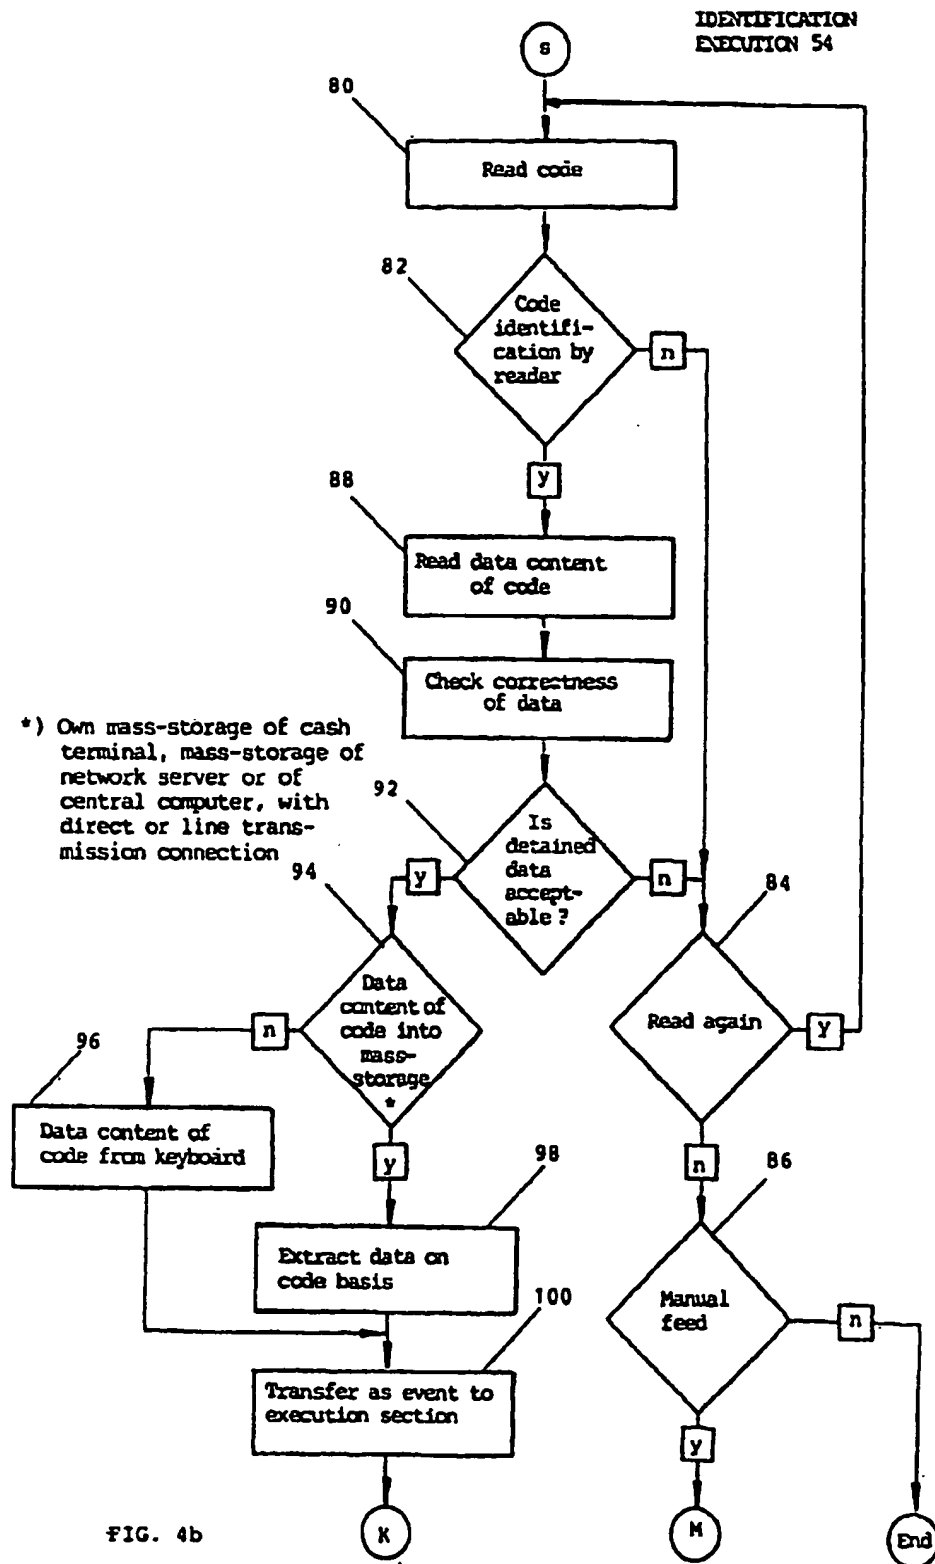 IDENTIFICATION
EXECUTION 54
s
80
Read code
82
Code
identifi-
cation by
reader
n
y
88
Read data content
of code
90
Check correctness
of data
*) Own mass-storage of cash
terminal, mass-storage of
network server or of
central computer, with
direct or line trans-
mission connection
92
Is
detained
data
accept-
able ?
y
n
94
Data
content of
code into
mass-
storage
*
n
y
84
Read again
y
n
96
Data content of
code from keyboard
98
Extract data on
code basis
86
Manual
feed
n
y
100
Transfer as event to
execution section
K
M
End
FIG. 4b